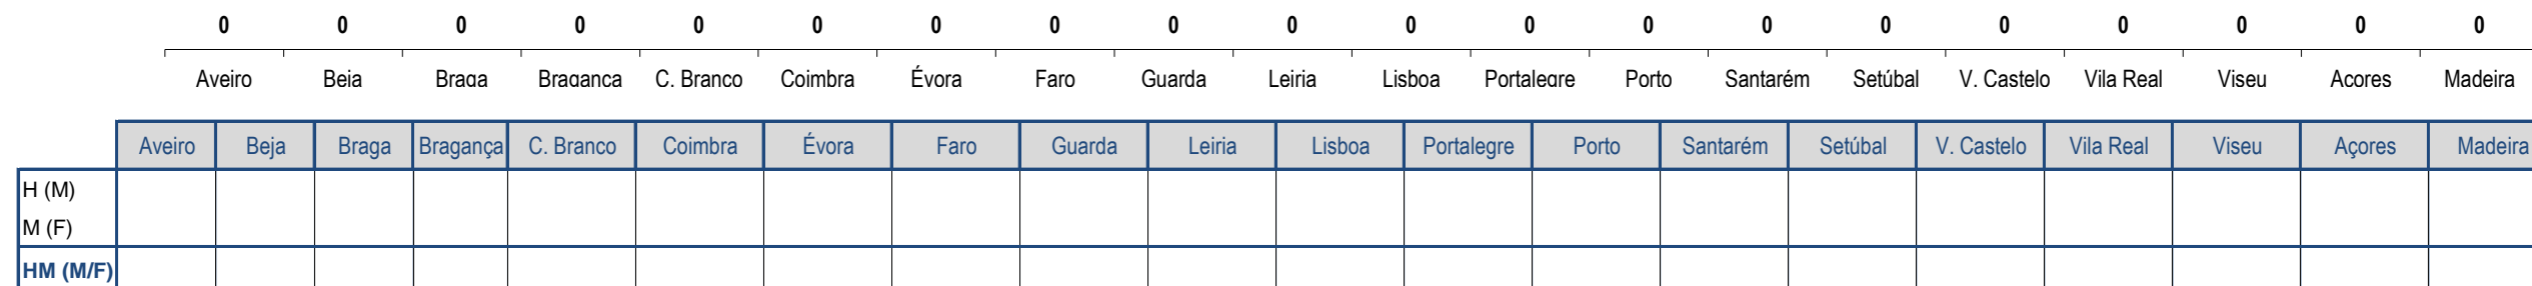 0 0 0 0 0 0 0 0 0 0 0 0 0 0 0 0 0 0 0 0
Aveiro Beja Braga Bragança C. Branco Coimbra Évora Faro Guarda Leiria Lisboa Portalegre Porto Santarém Setúbal V. Castelo Vila Real Viseu Açores Madeira
Aveiro Beja Braga Bragança C. Branco Coimbra Évora Faro Guarda Leiria Lisboa Portalegre Porto Santarém Setúbal V. Castelo Vila Real Viseu Açores Madeira
H (M)
M (F)
HM (M/F)